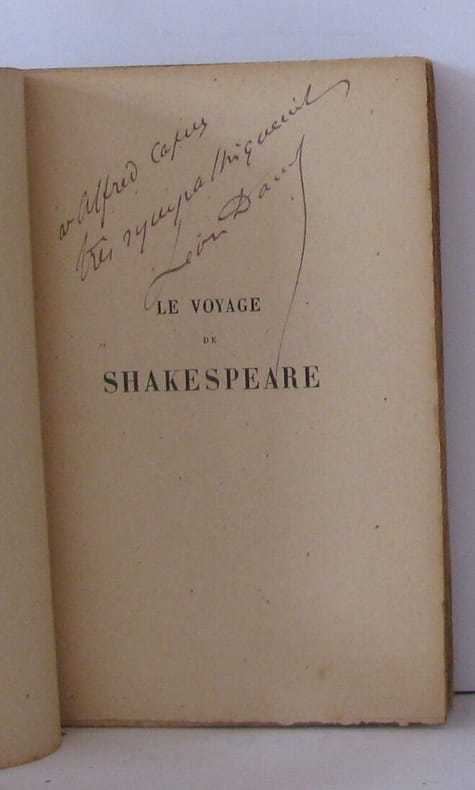 a Alfred Capus
très sympathiquement
Léon Daudet
LE VOYAGE
DE
SHAKESPEARE